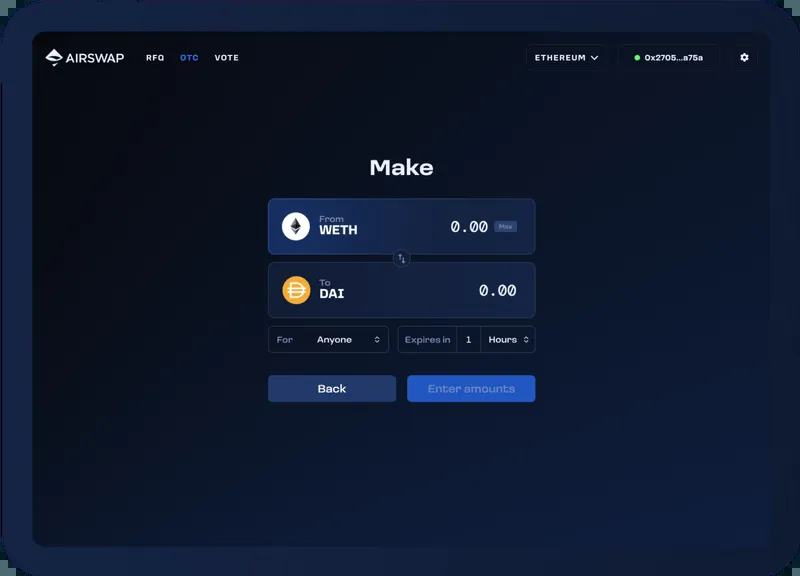 AIRSWAP RFQ OTC VOTE ETHEREUM 0x2705...a75a
Make
From
WETH 0.00 Max
To
DAI 0.00
For Anyone Expires in 1 Hours
Back Enter amounts